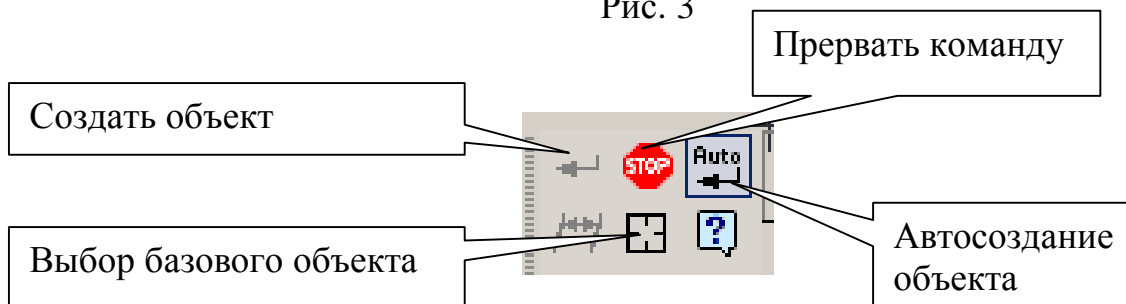 Рис. 3
Прервать команду
Создать объект
STOP
Auto
?
Выбор базового объекта
Автосоздание
объекта